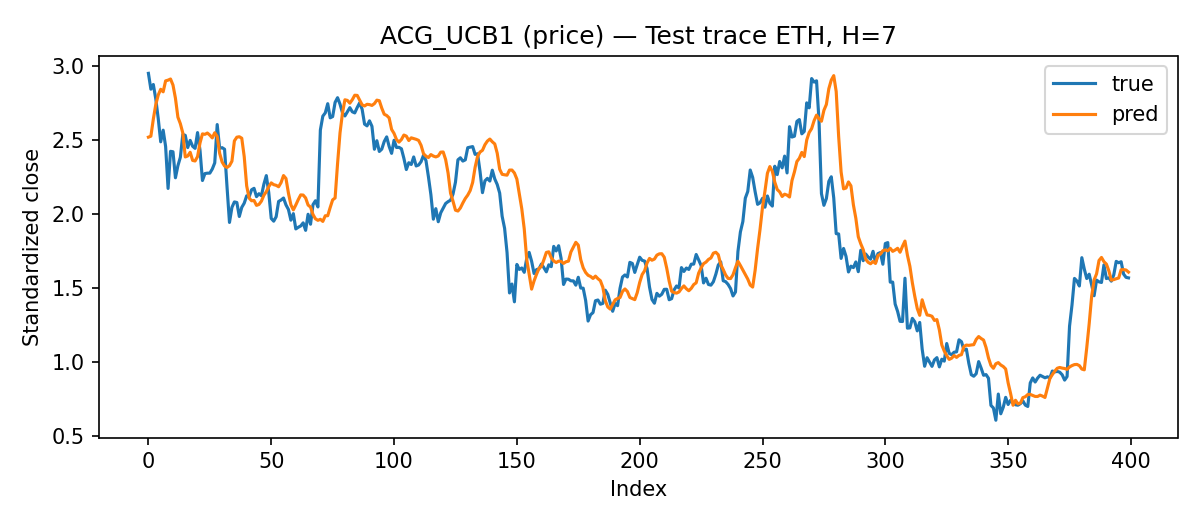 ACG_UCB1 (price) — Test trace ETH, H=7
true
pred
Standardized close
3.0
2.5
2.0
1.5
1.0
0.5
0 50 100 150 200 250 300 350 400
Index